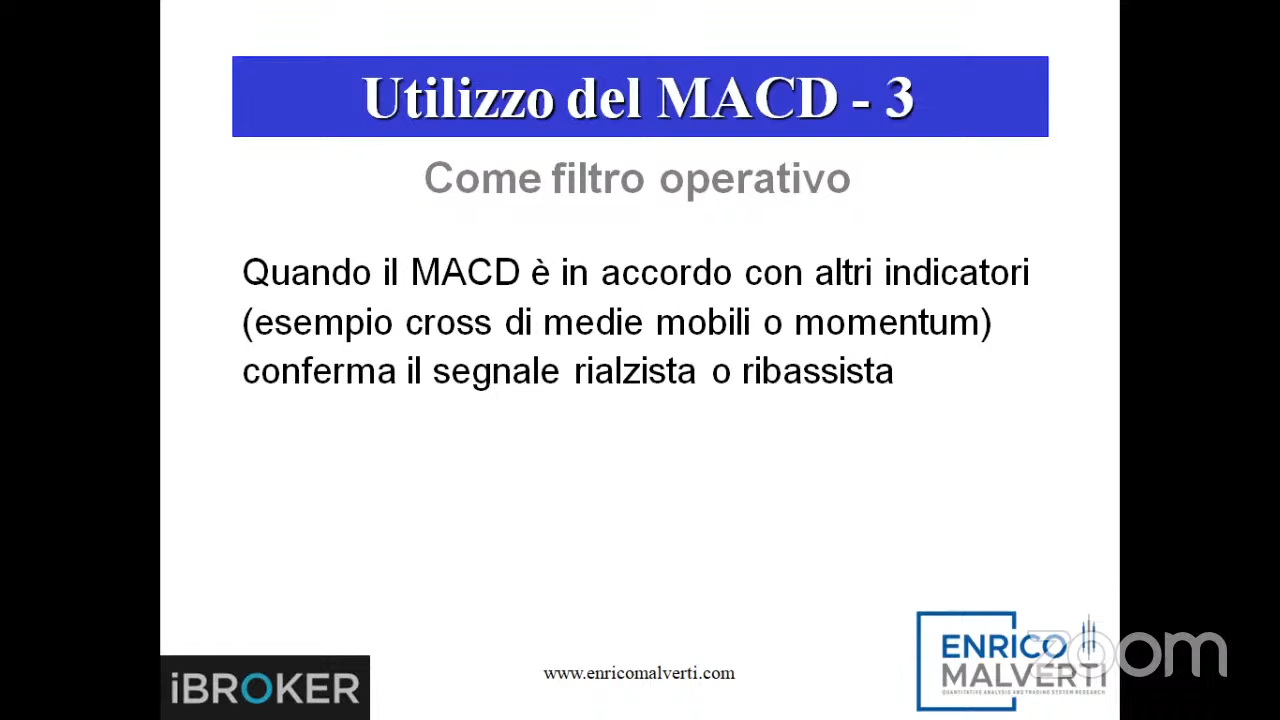 Utilizzo del MACD - 3
Come filtro operativo
Quando il MACD è in accordo con altri indicatori
(esempio cross di medie mobili o momentum)
conferma il segnale rialzista o ribassista
iBROKER
www.enricomalverti.com
ENRICO
MALVERTI
QUANTITATIVE ANALYSIS AND TRADING SYSTEM RESEARCH
zoom